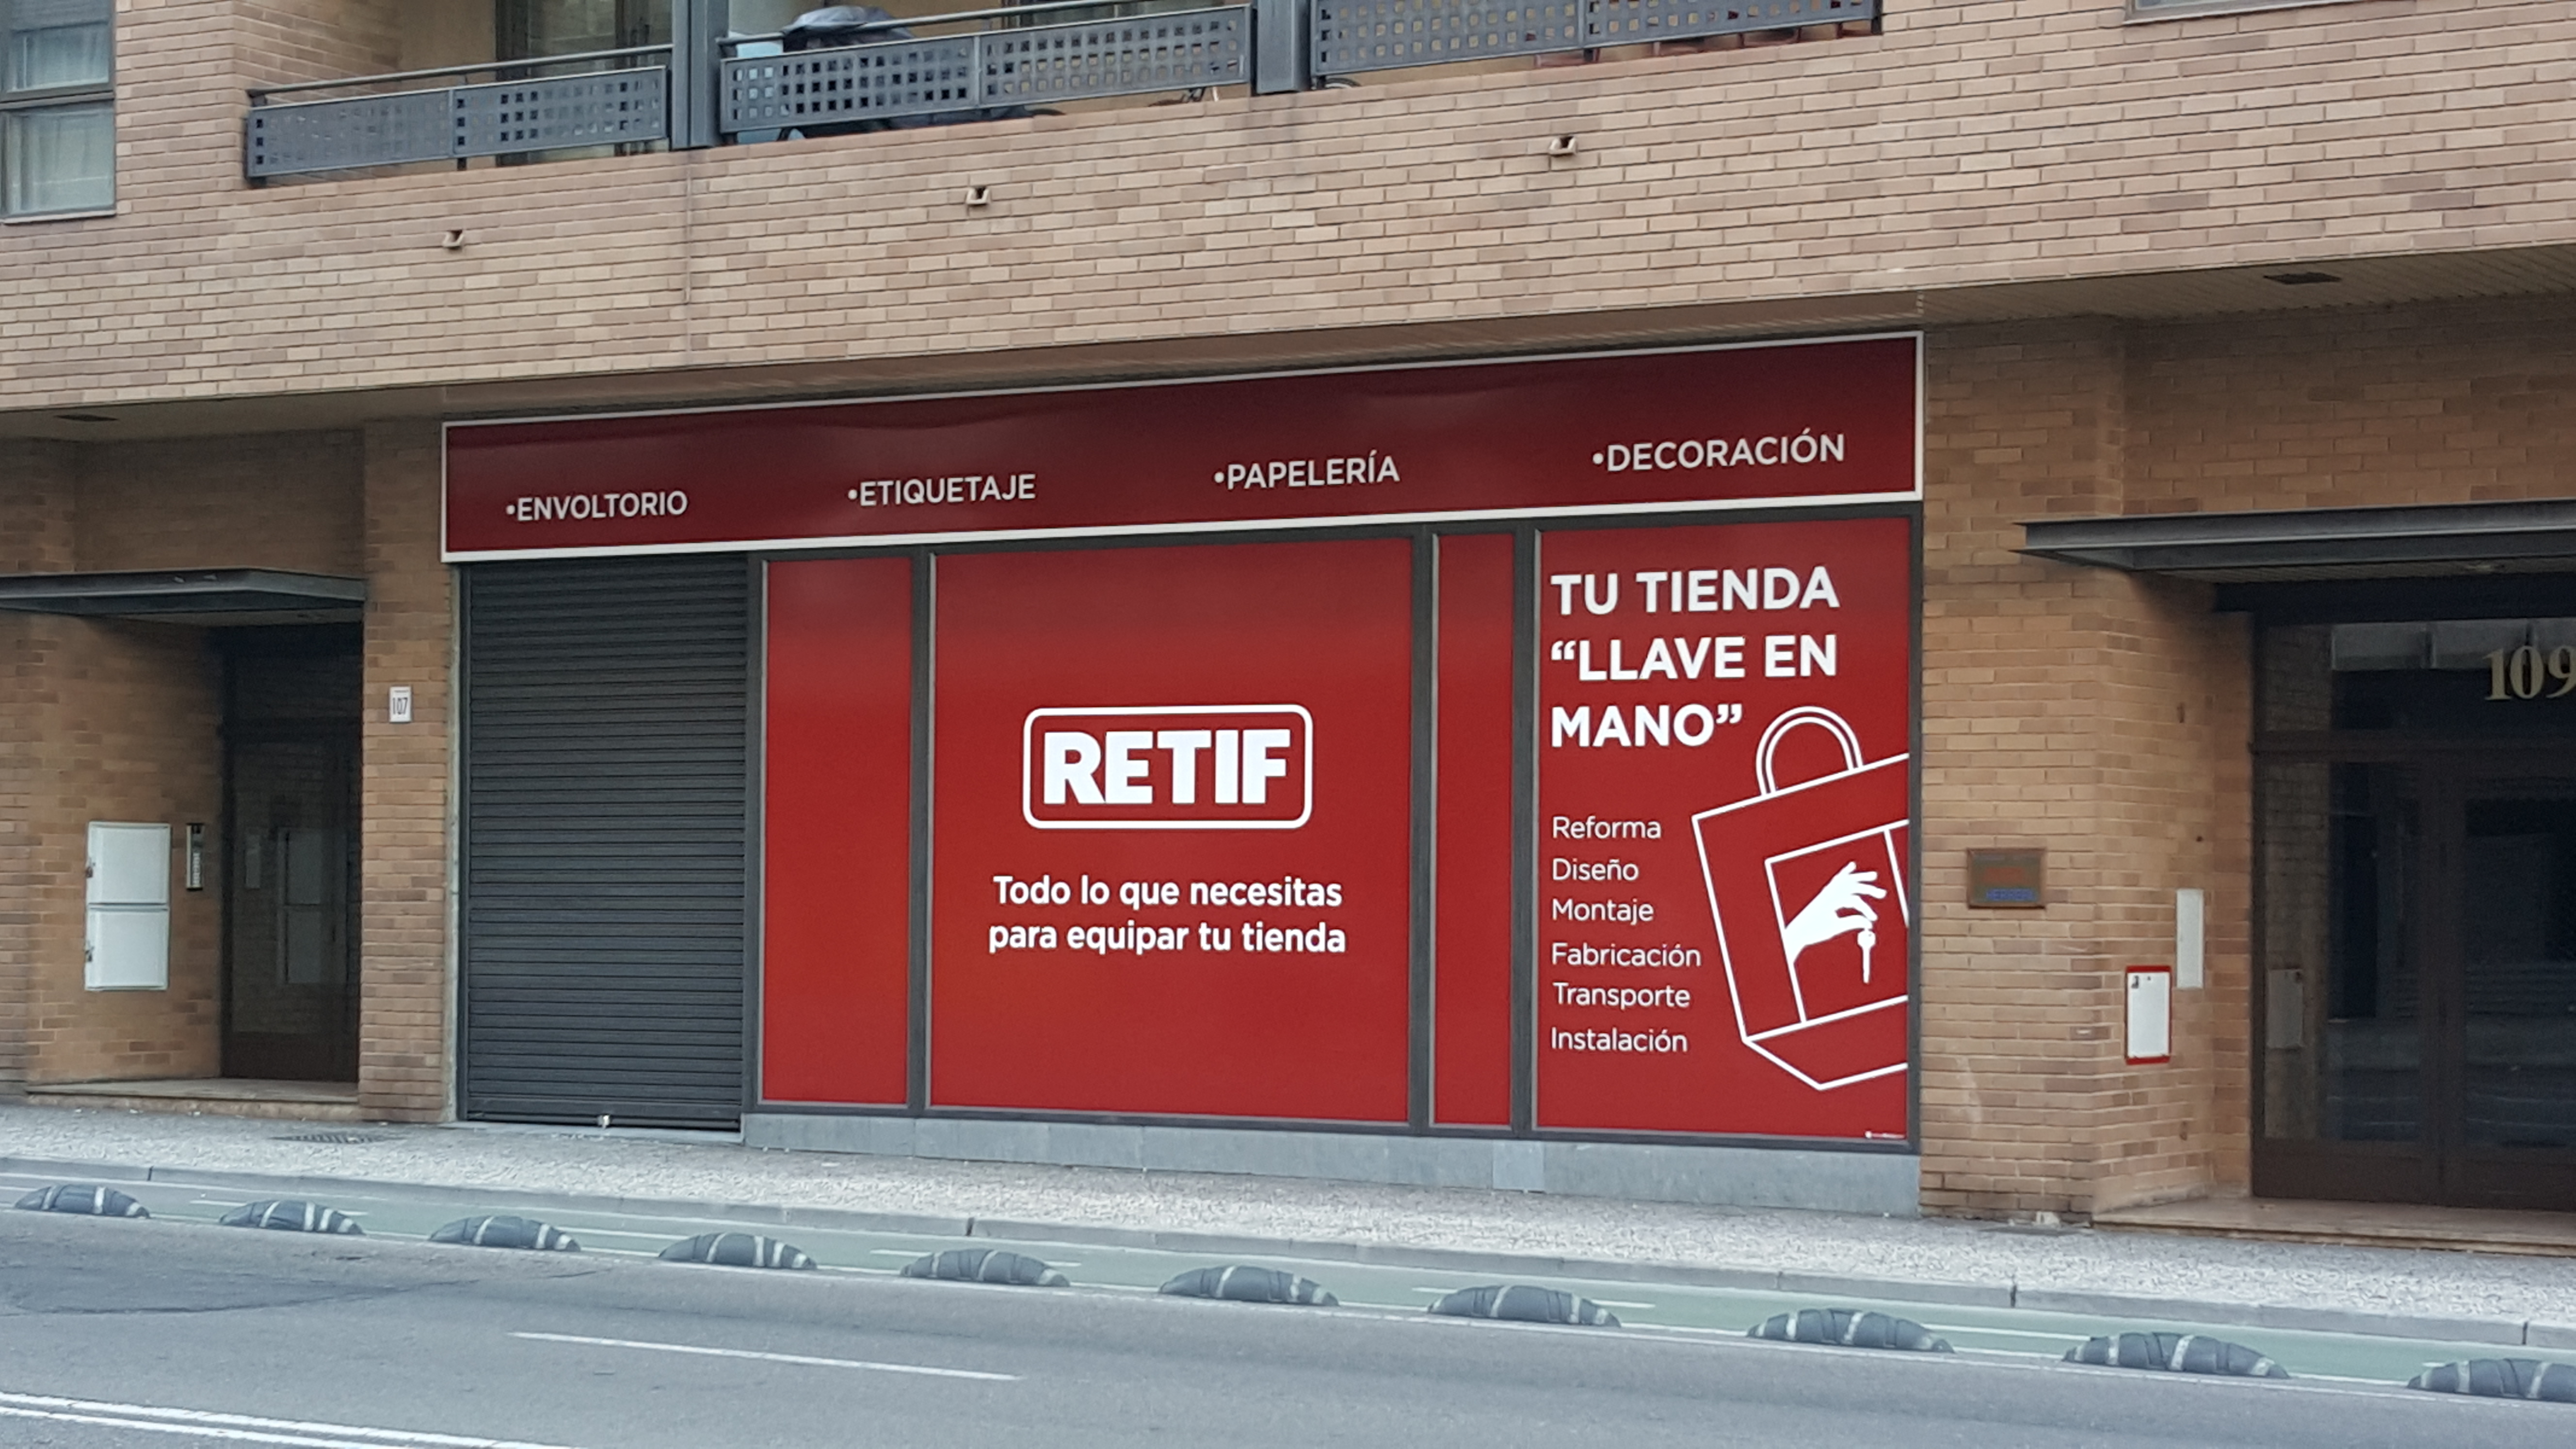 •ENVOLTORIO
•ETIQUETAJE
•PAPELERÍA
•DECORACIÓN
107
RETIF
Todo lo que necesitas
para equipar tu tienda
TU TIENDA
“LLAVE EN
MANO”
Reforma
Diseño
Montaje
Fabricación
Transporte
Instalación
109